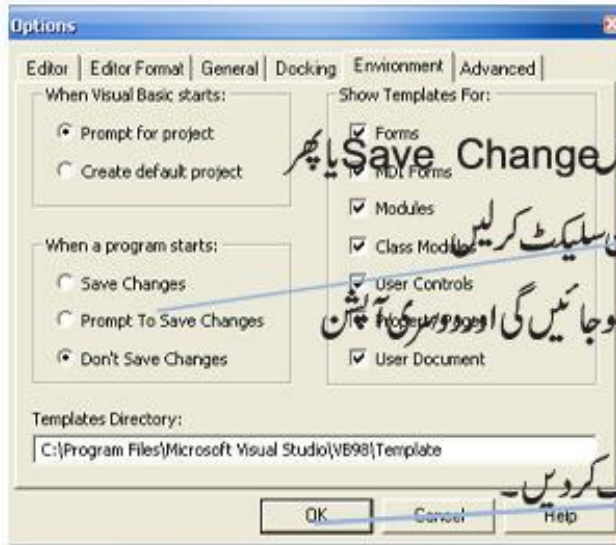 Options
Editor Editor Format General Docking Environment Advanced
When Visual Basic starts:
Prompt for project
Create default project
When a program starts:
Save Changes
Prompt To Save Changes
Don't Save Changes
Show Templates For:
Forms
MDI Forms
Modules
Class Modules
User Controls
Property Pages
User Document
Save Change یا پھر
سلیکٹ کرلیں
وجائیں گی اور دوسری آپشن
کردیں۔
Templates Directory:
C:\Program Files\Microsoft Visual Studio\VB98\Template
OK Cancel Help